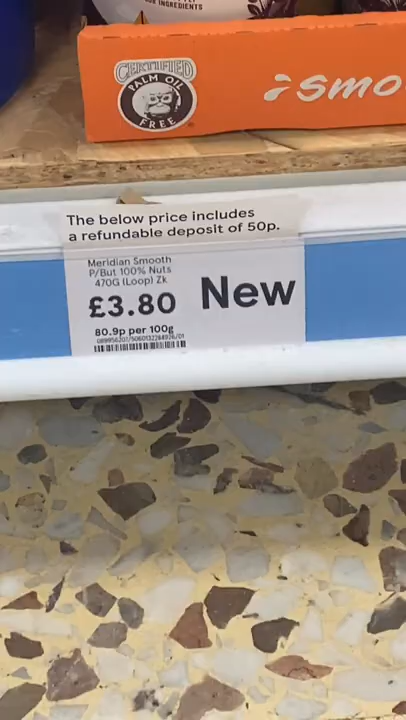 INGREDIENTS
CERTIFIED
PALM OIL
FREE
SMO
The below price includes
a refundable deposit of 50p.
Meridian Smooth
P/But 100% Nuts
470G (Loop) Zk
£3.80 New
80.9p per 100g